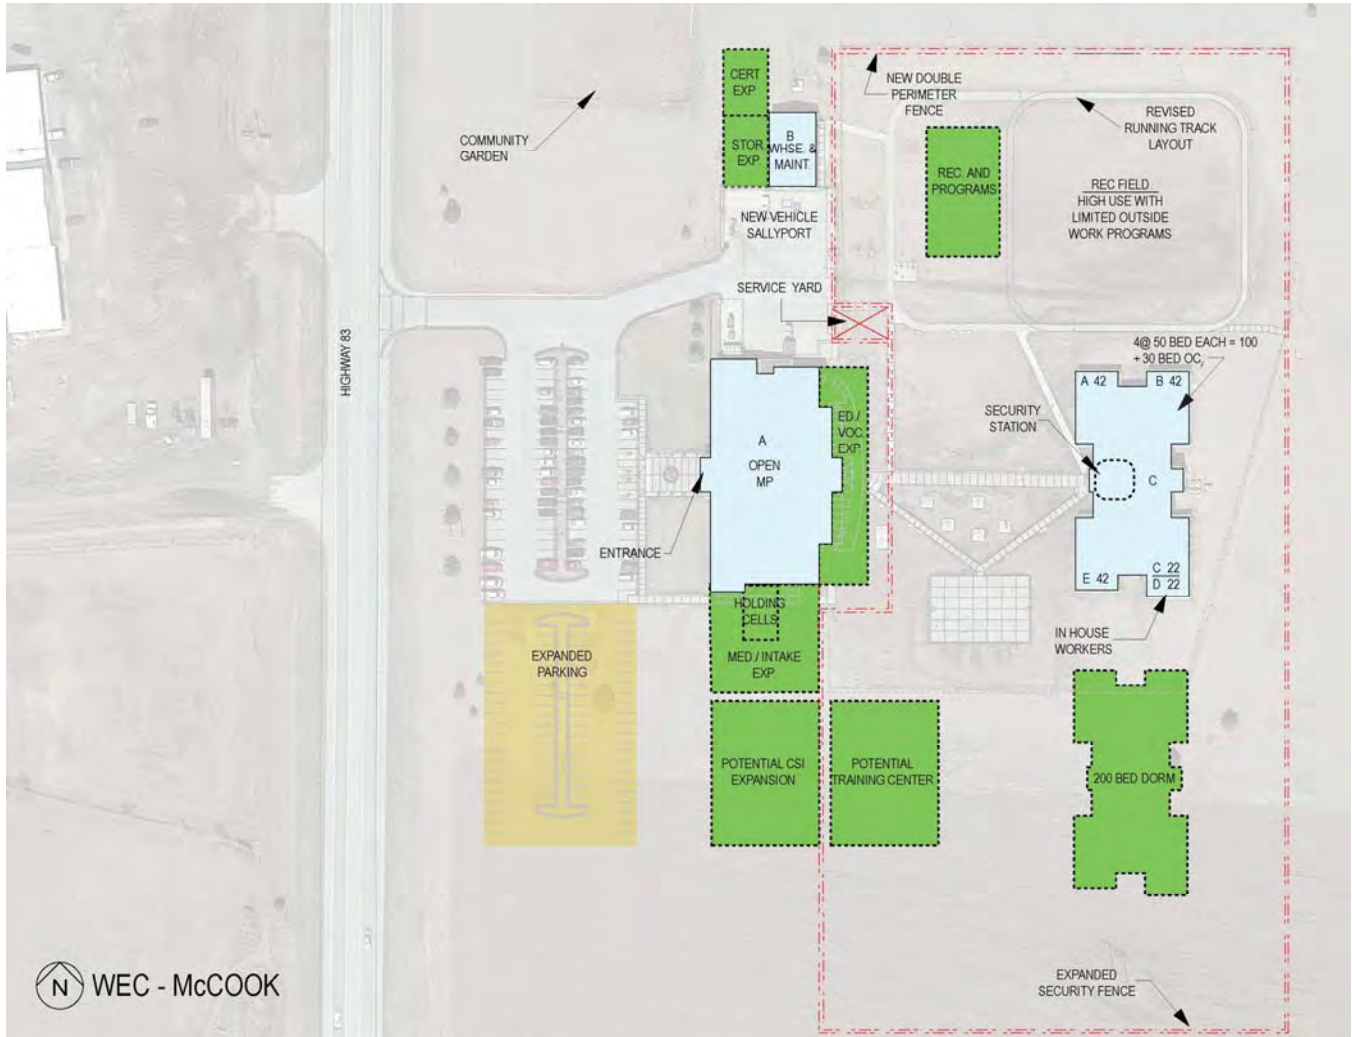 CERT
EXP.
STOR.
EXP.
B
WHSE. &
MAINT.
NEW DOUBLE
PERIMETER
FENCE
REVISED
RUNNING TRACK
LAYOUT
COMMUNITY
GARDEN
REC. AND
PROGRAMS
REC FIELD
HIGH USE WITH
LIMITED OUTSIDE
WORK PROGRAMS
NEW VEHICLE
SALLYPORT
SERVICE YARD
HIGHWAY 83
4@ 50 BED EACH = 100
+ 30 BED OC,
A 42
B 42
SECURITY
STATION
C
E 42
C 22
D 22
IN HOUSE
WORKERS
A
OPEN
MP
ED /
VOC
EXP.
ENTRANCE
HOLDING
CELLS
MED / INTAKE
EXP.
EXPANDED
PARKING
POTENTIAL CSI
EXPANSION
POTENTIAL
TRAINING CENTER
200 BED DORM
EXPANDED
SECURITY FENCE
N WEC - McCOOK